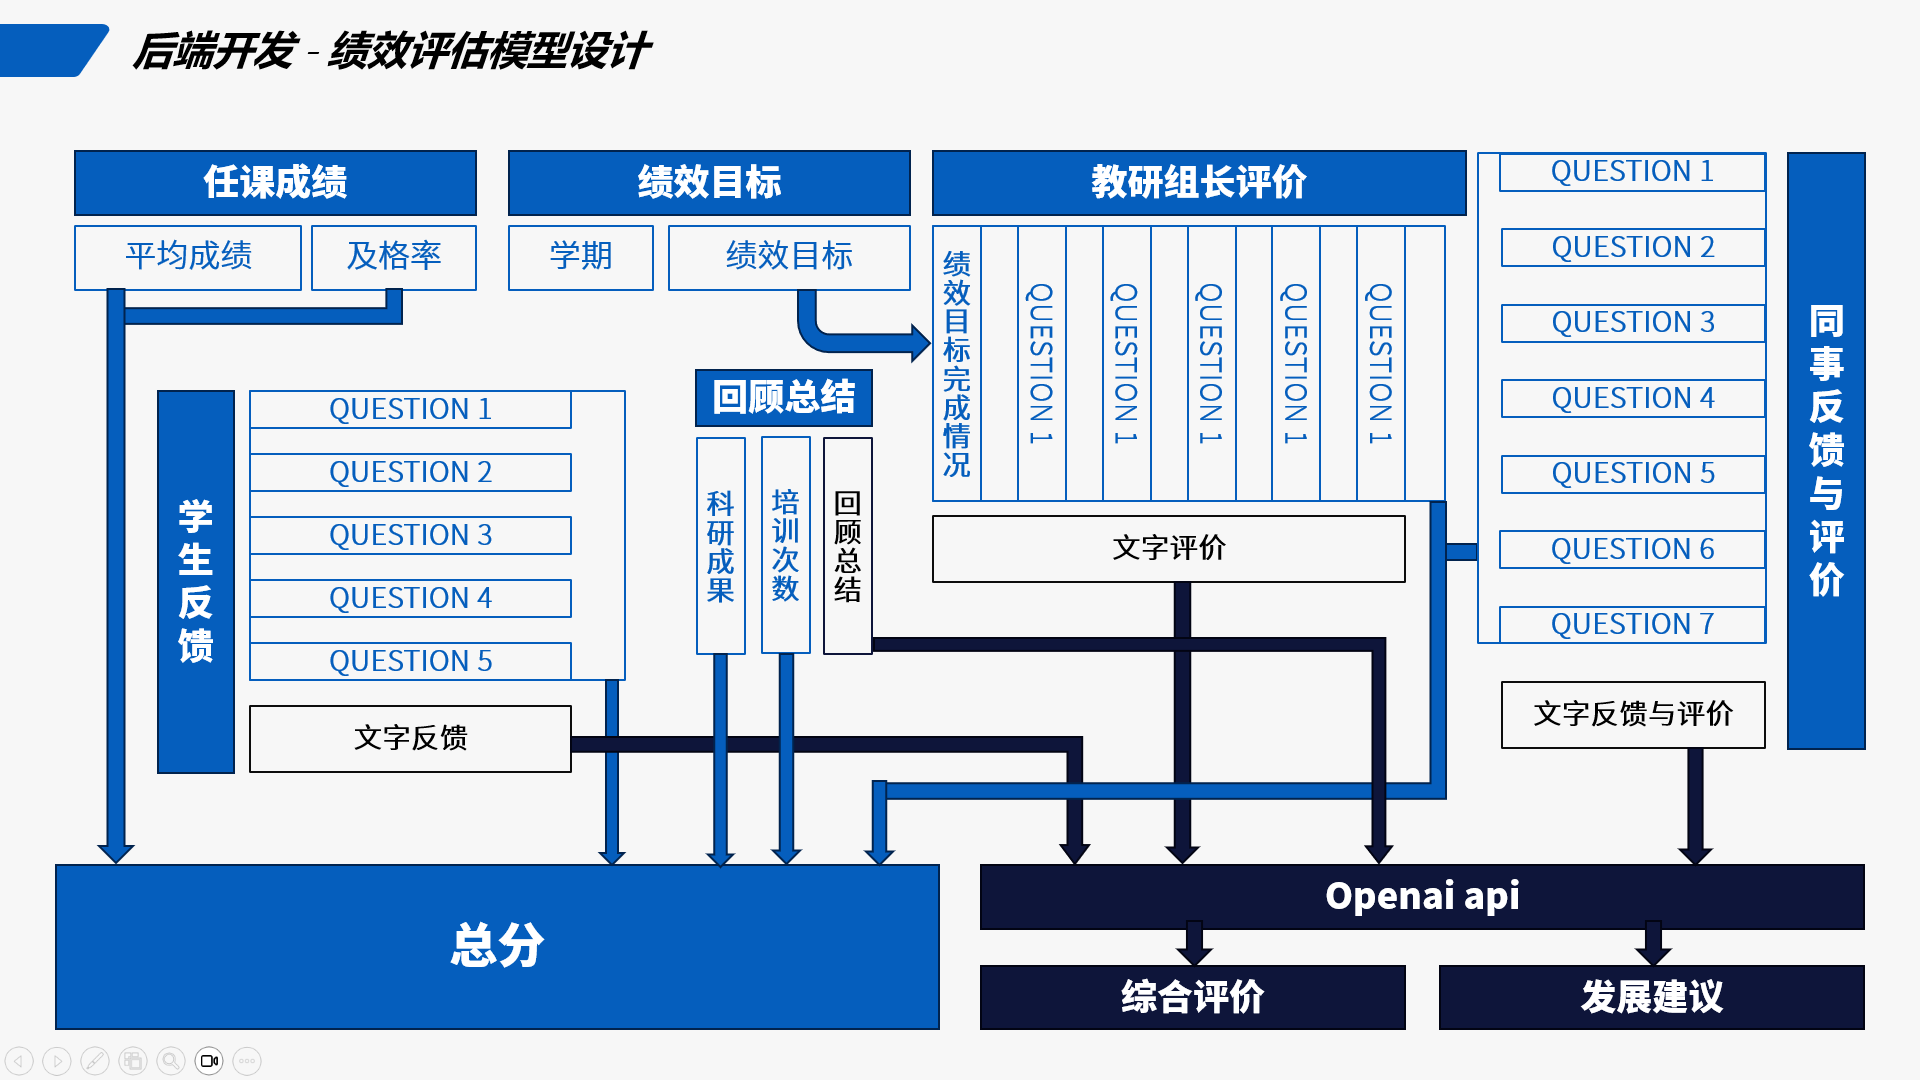 后端开发 - 绩效评估模型设计
任课成绩
平均成绩
及格率
绩效目标
学期
绩效目标
教研组长评价
绩效目标完成情况
QUESTION 1
QUESTION 1
QUESTION 1
QUESTION 1
QUESTION 1
文字评价
QUESTION 1
QUESTION 2
QUESTION 3
QUESTION 4
QUESTION 5
QUESTION 6
QUESTION 7
文字反馈与评价
同事反馈与评价
学生反馈
QUESTION 1
QUESTION 2
QUESTION 3
QUESTION 4
QUESTION 5
文字反馈
回顾总结
科研成果
培训次数
回顾总结
总分
Openai api
综合评价
发展建议